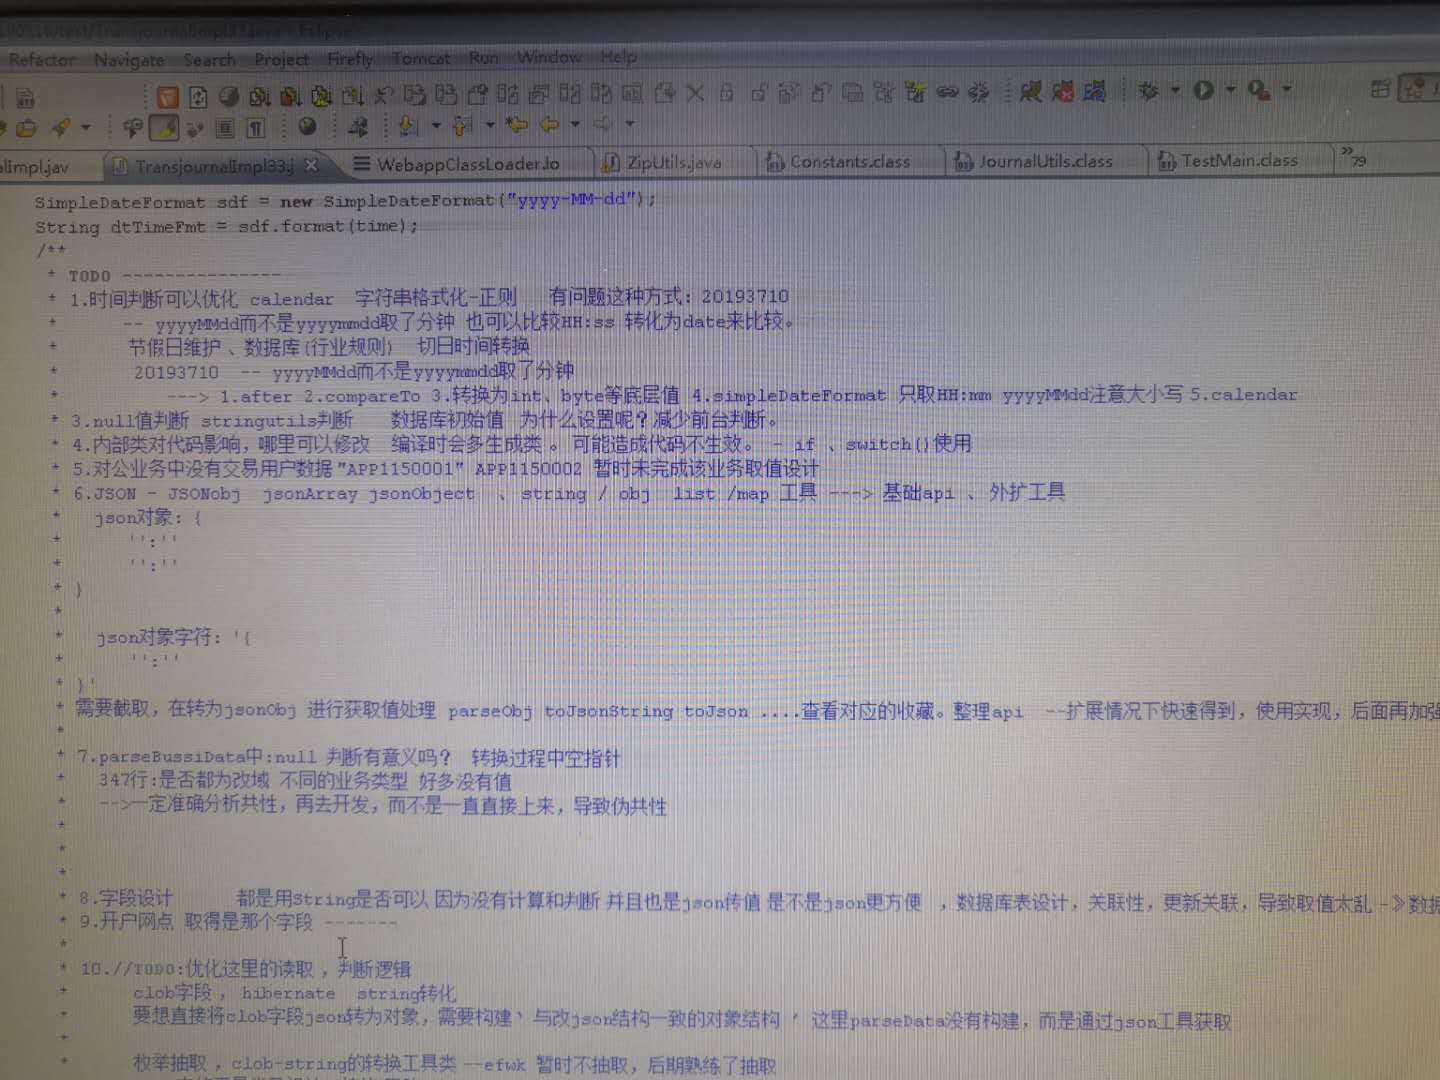 TransjournalImpl33.java - Eclipse
Refactor Navigate Search Project Firefly Tomcat Run Window Help
alImpl.jav TransjournalImpl33.j WebappClassLoader.lo ZipUtils.java Constants.class JournalUtils.class TestMain.class »79
SimpleDateFormat sdf = new SimpleDateFormat("yyyy-MM-dd");
String dtTimeFmt = sdf.format(time);
/**
* TODO ---------------
* 1.时间判断可以优化 calendar 字符串格式化-正则 有问题这种方式: 20193710
* -- yyyyMMdd而不是yyyymmdd取了分钟 也可以比较HH:ss 转化为date来比较。
* 节假日维护 、数据库(行业规则) 切日时间转换
* 20193710 -- yyyyMMdd而不是yyyymmdd取了分钟
* ---> 1.after 2.compareTo 3.转换为int、byte等底层值 4.simpleDateFormat 只取HH:mm yyyyMMdd注意大小写 5.calendar
* 3.null值判断 stringutils判断 数据库初始值 为什么设置呢？减少前台判断。
* 4.内部类对代码影响，哪里可以修改 编译时会多生成类 。 可能造成代码不生效。 - if 、switch()使用
* 5.对公业务中没有交易用户数据"APP1150001" APP1150002 暂时未完成该业务取值设计
* 6.JSON - JSONobj jsonArray jsonObject 、string / obj list /map 工具 ---> 基础api 、 外扩工具
* json对象: {
* '':''
* '':''
* }
*
* json对象字符: '{
* '':''
* }'
* 需要截取，在转为jsonObj 进行获取值处理 parseObj toJsonString toJson ....查看对应的收藏。整理api --扩展情况下快速得到，使用实现，后面再加强
*
* 7.parseBussiData中:null 判断有意义吗？ 转换过程中空指针
* 347行:是否都为改域 不同的业务类型 好多没有值
* -->一定准确分析共性，再去开发，而不是一直直接上来，导致伪共性
*
*
*
* 8.字段设计 都是用String是否可以 因为没有计算和判断 并且也是json传值 是不是json更方便 ，数据库表设计，关联性，更新关联，导致取值太乱 -》数据
* 9.开户网点 取得是那个字段 -------
*
* 10.//TODO:优化这里的读取 ，判断逻辑
* clob字段 ，hibernate string转化
* 要想直接将clob字段json转为对象，需要构建` 与改json结构一致的对象结构 ' 这里parseData没有构建，而是通过json工具获取
*
* 枚举抽取 ，clob-string的转换工具类 --efwk 暂时不抽取，后期熟练了抽取